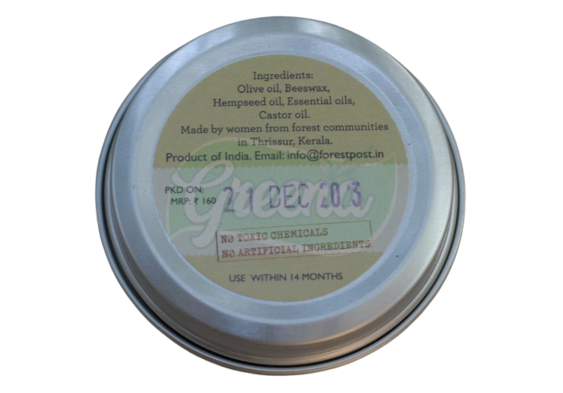 Ingredients:
Olive oil, Beeswax,
Hempseed oil, Essential oils,
Castor oil.
Made by women from forest communities
in Thrissur, Kerala.
Product of India. Email: info@forestpost.in
PKD ON: 21 DEC 2023
MRP: ₹ 160
Greena
NO TOXIC CHEMICALS
NO ARTIFICIAL INGREDIENTS
USE WITHIN 14 MONTHS